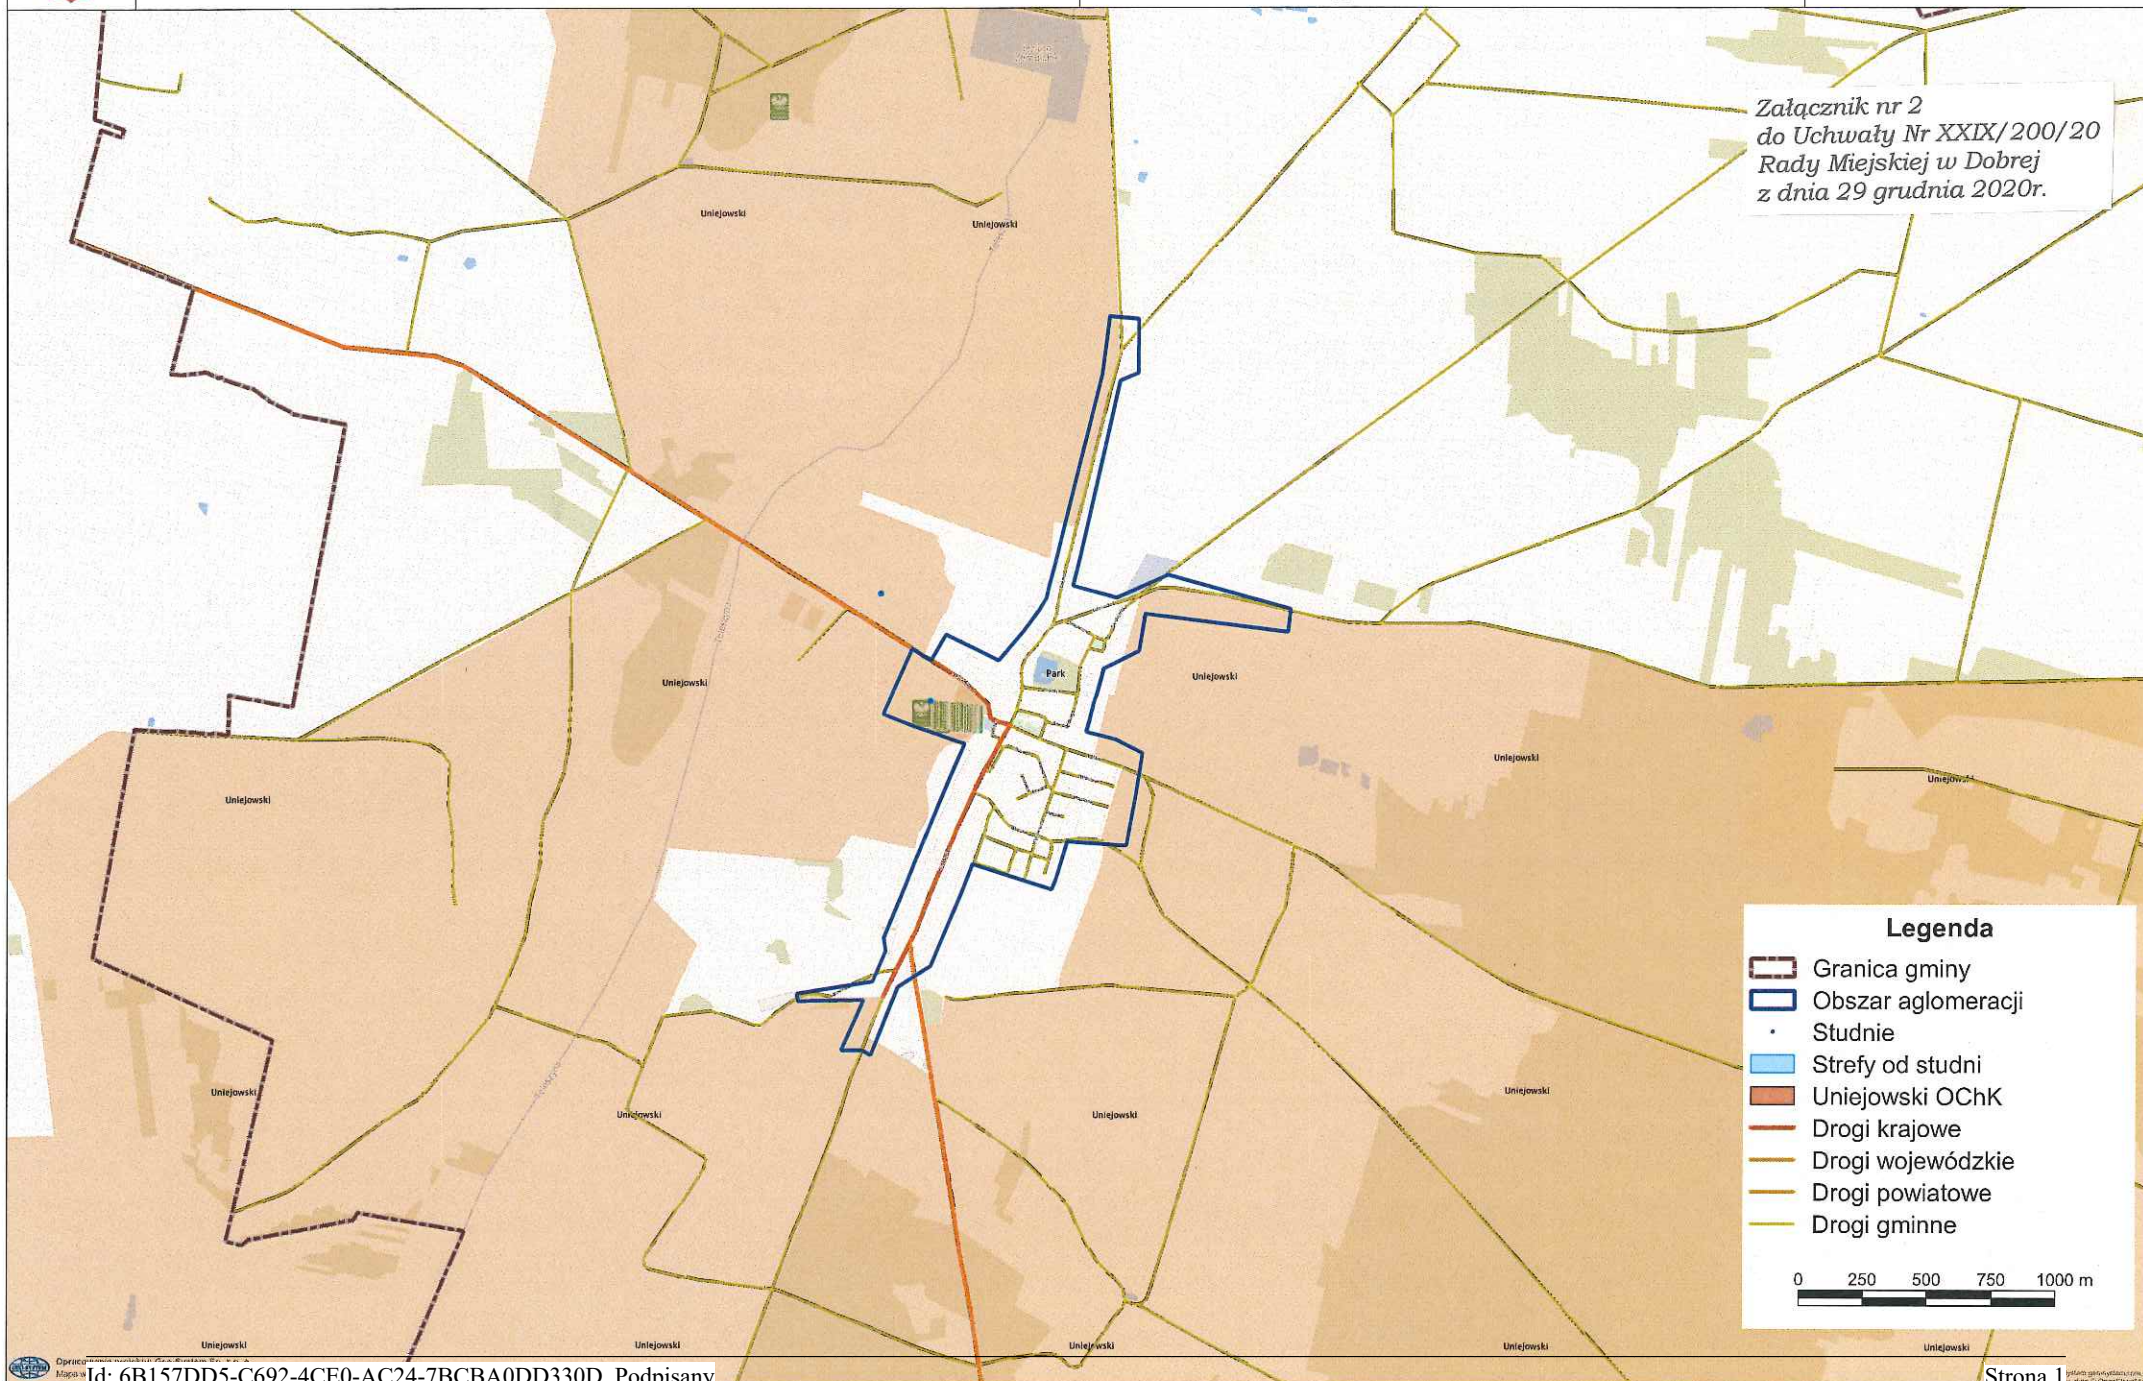 Załącznik nr 2
do Uchwały Nr XXIX/200/20
Rady Miejskiej w Dobrej
z dnia 29 grudnia 2020r.
Uniejowski
Uniejowski
Park
Uniejowski
Uniejowski
Uniejowski
Uniejowski
Uniejowski
Uniejowski
Uniejowski
Uniejowski
Uniejowski
Uniejowski
Legenda
Granica gminy
Obszar aglomeracji
Studnie
Strefy od studni
Uniejowski OChK
Drogi krajowe
Drogi wojewódzkie
Drogi powiatowe
Drogi gminne
0 250 500 750 1000 m
Uniejowski
Uniejowski
Uniejowski
Uniejowski
Uniejowski
Id: 6B157DD5-C692-4CE0-AC24-7BCBA0DD330D. Podpisany
Strona 1